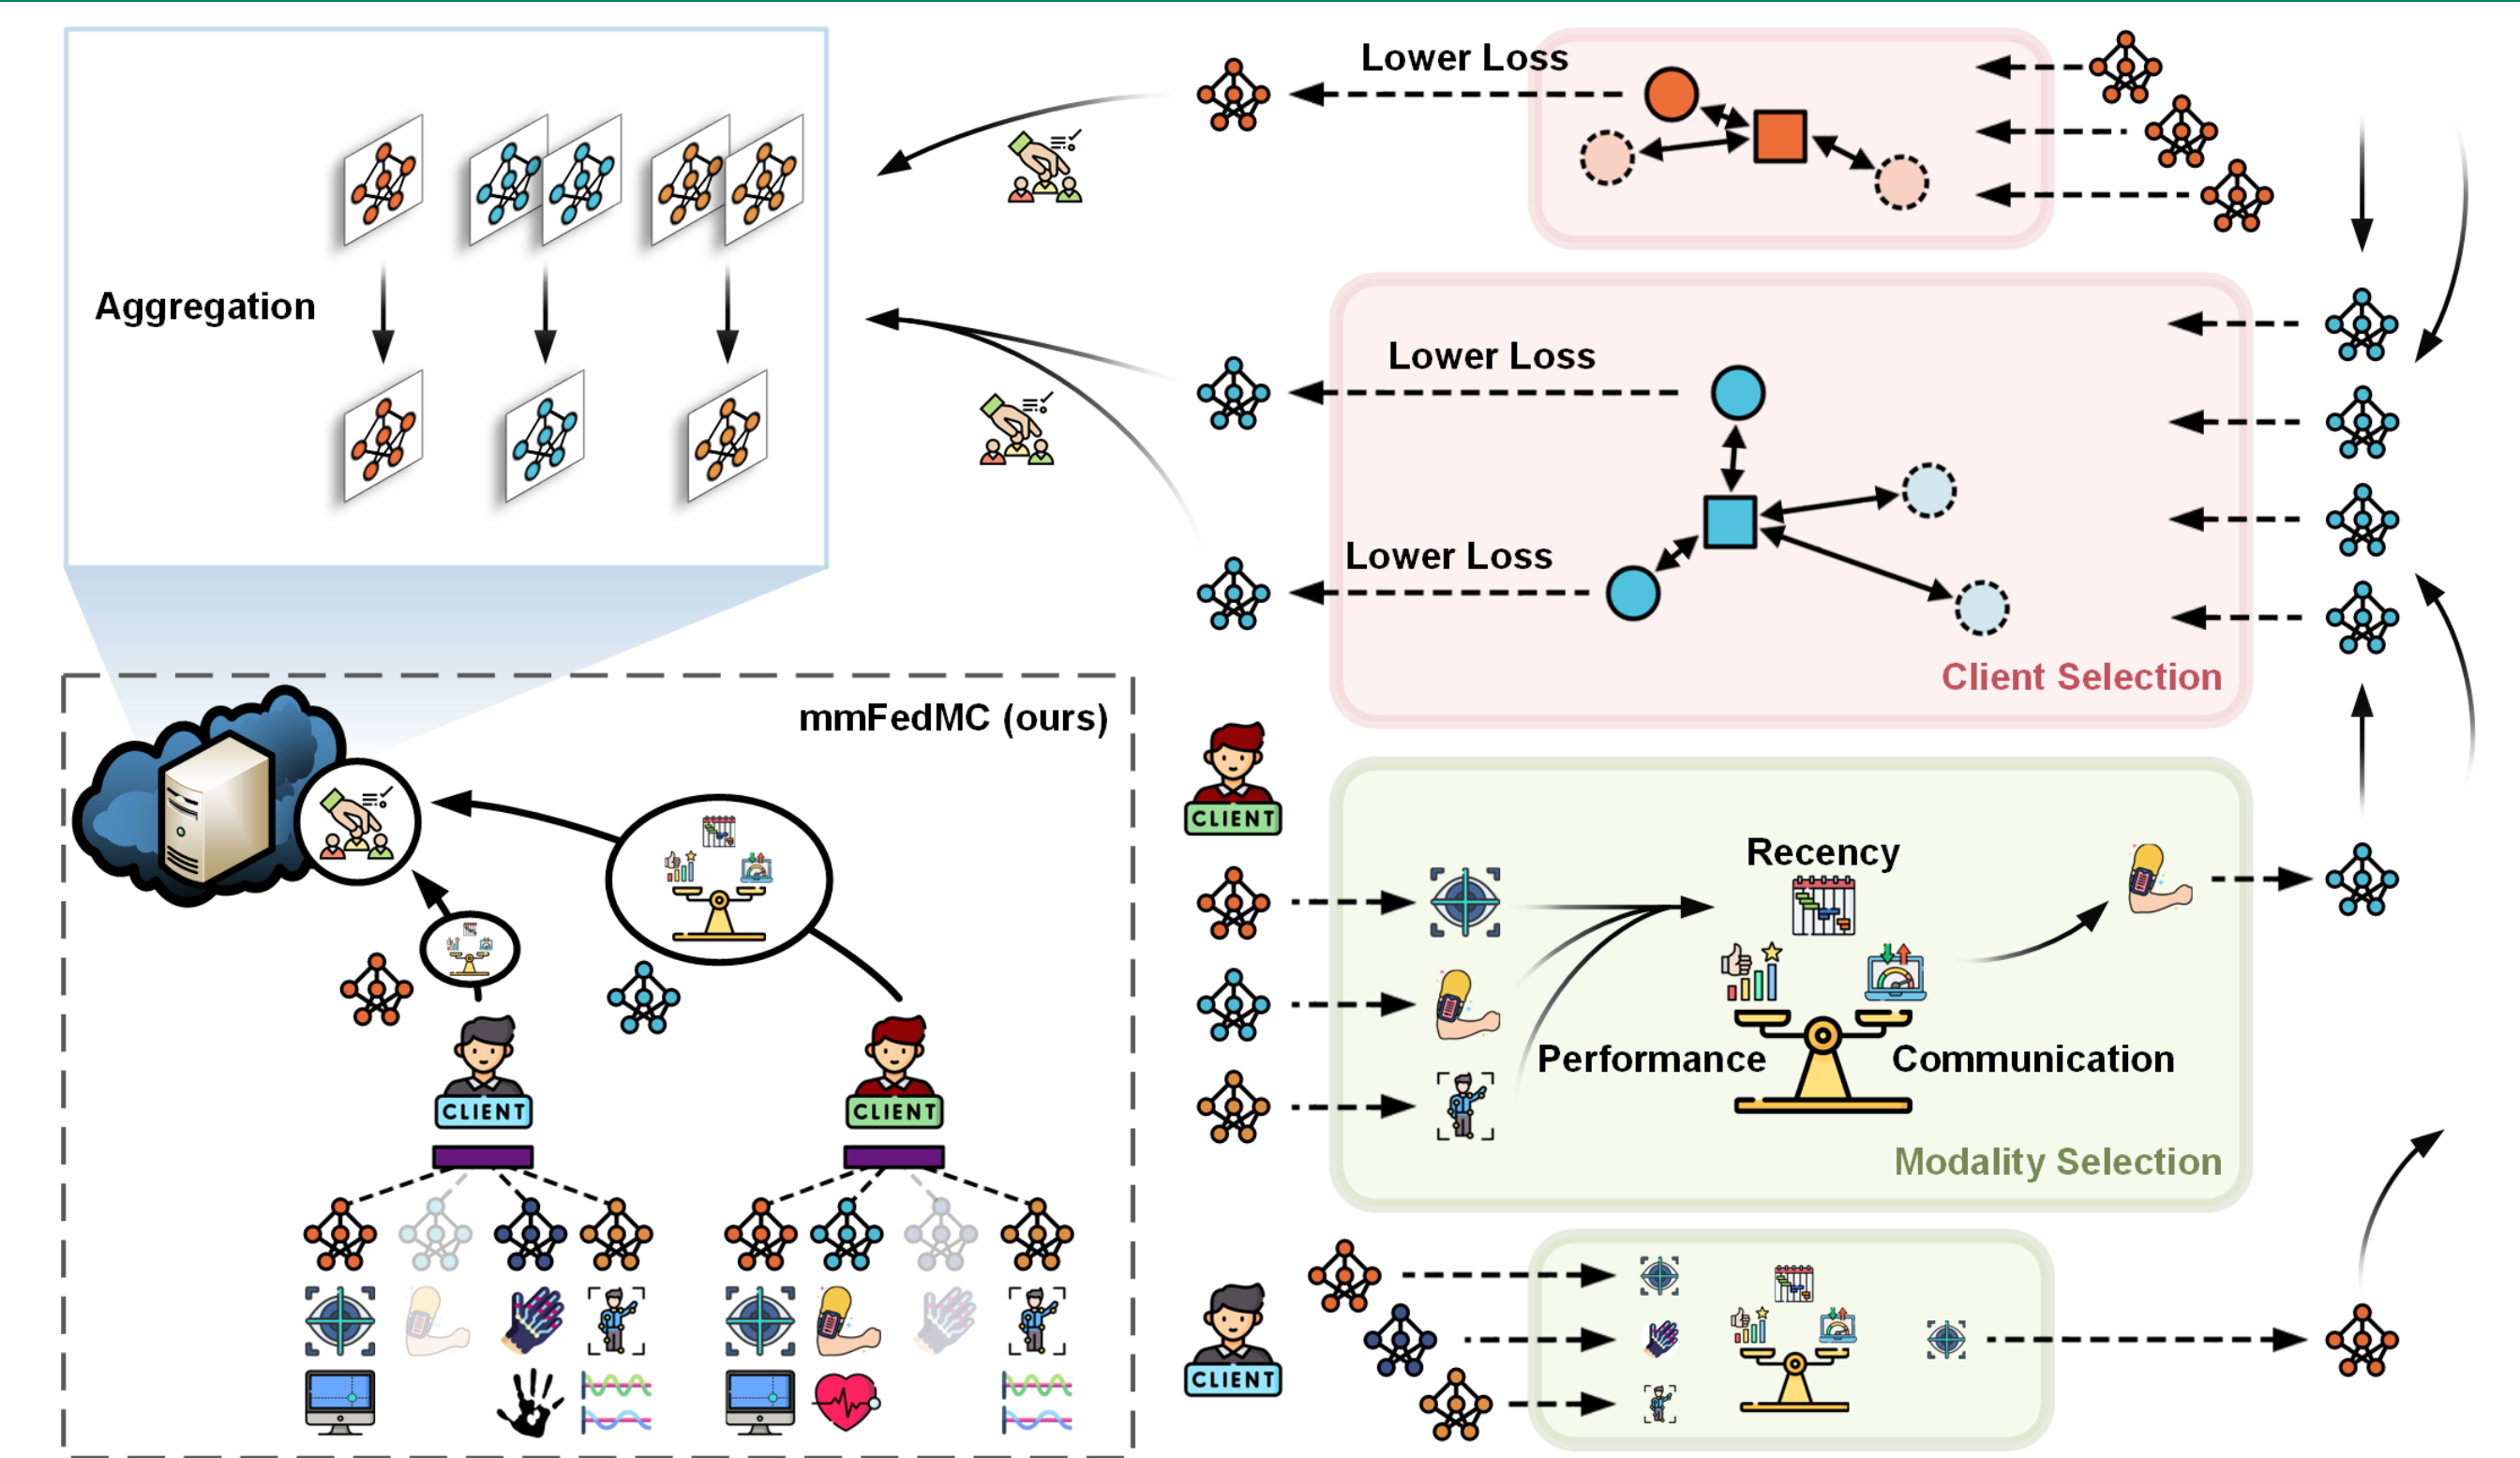 Lower Loss
Aggregation
Lower Loss
Lower Loss
Client Selection
mmFedMC (ours)
CLIENT
Recency
Performance
Communication
Modality Selection
CLIENT
CLIENT
CLIENT